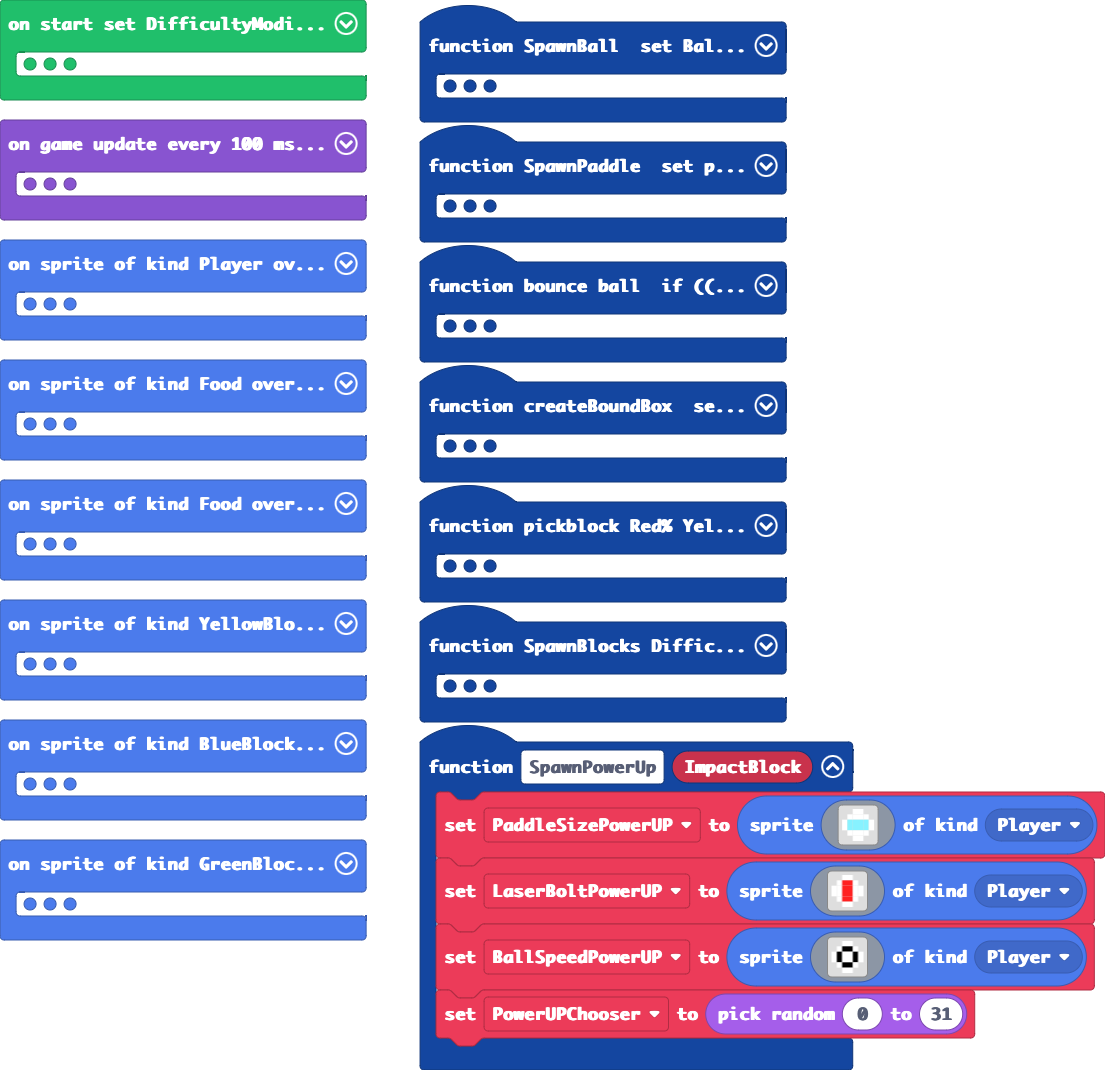 on start set DifficultyModi...
on game update every 100 ms...
on sprite of kind Player ov...
on sprite of kind Food over...
on sprite of kind Food over...
on sprite of kind YellowBlo...
on sprite of kind BlueBlock...
on sprite of kind GreenBloc...
function SpawnBall set Bal...
function SpawnPaddle set p...
function bounce ball if ((...
function createBoundBox se...
function pickblock Red% Yel...
function SpawnBlocks Diffic...
function SpawnPowerUp ImpactBlock
set PaddleSizePowerUP to sprite of kind Player
set LaserBoltPowerUP to sprite of kind Player
set BallSpeedPowerUP to sprite of kind Player
set PowerUPChooser to pick random 0 to 31